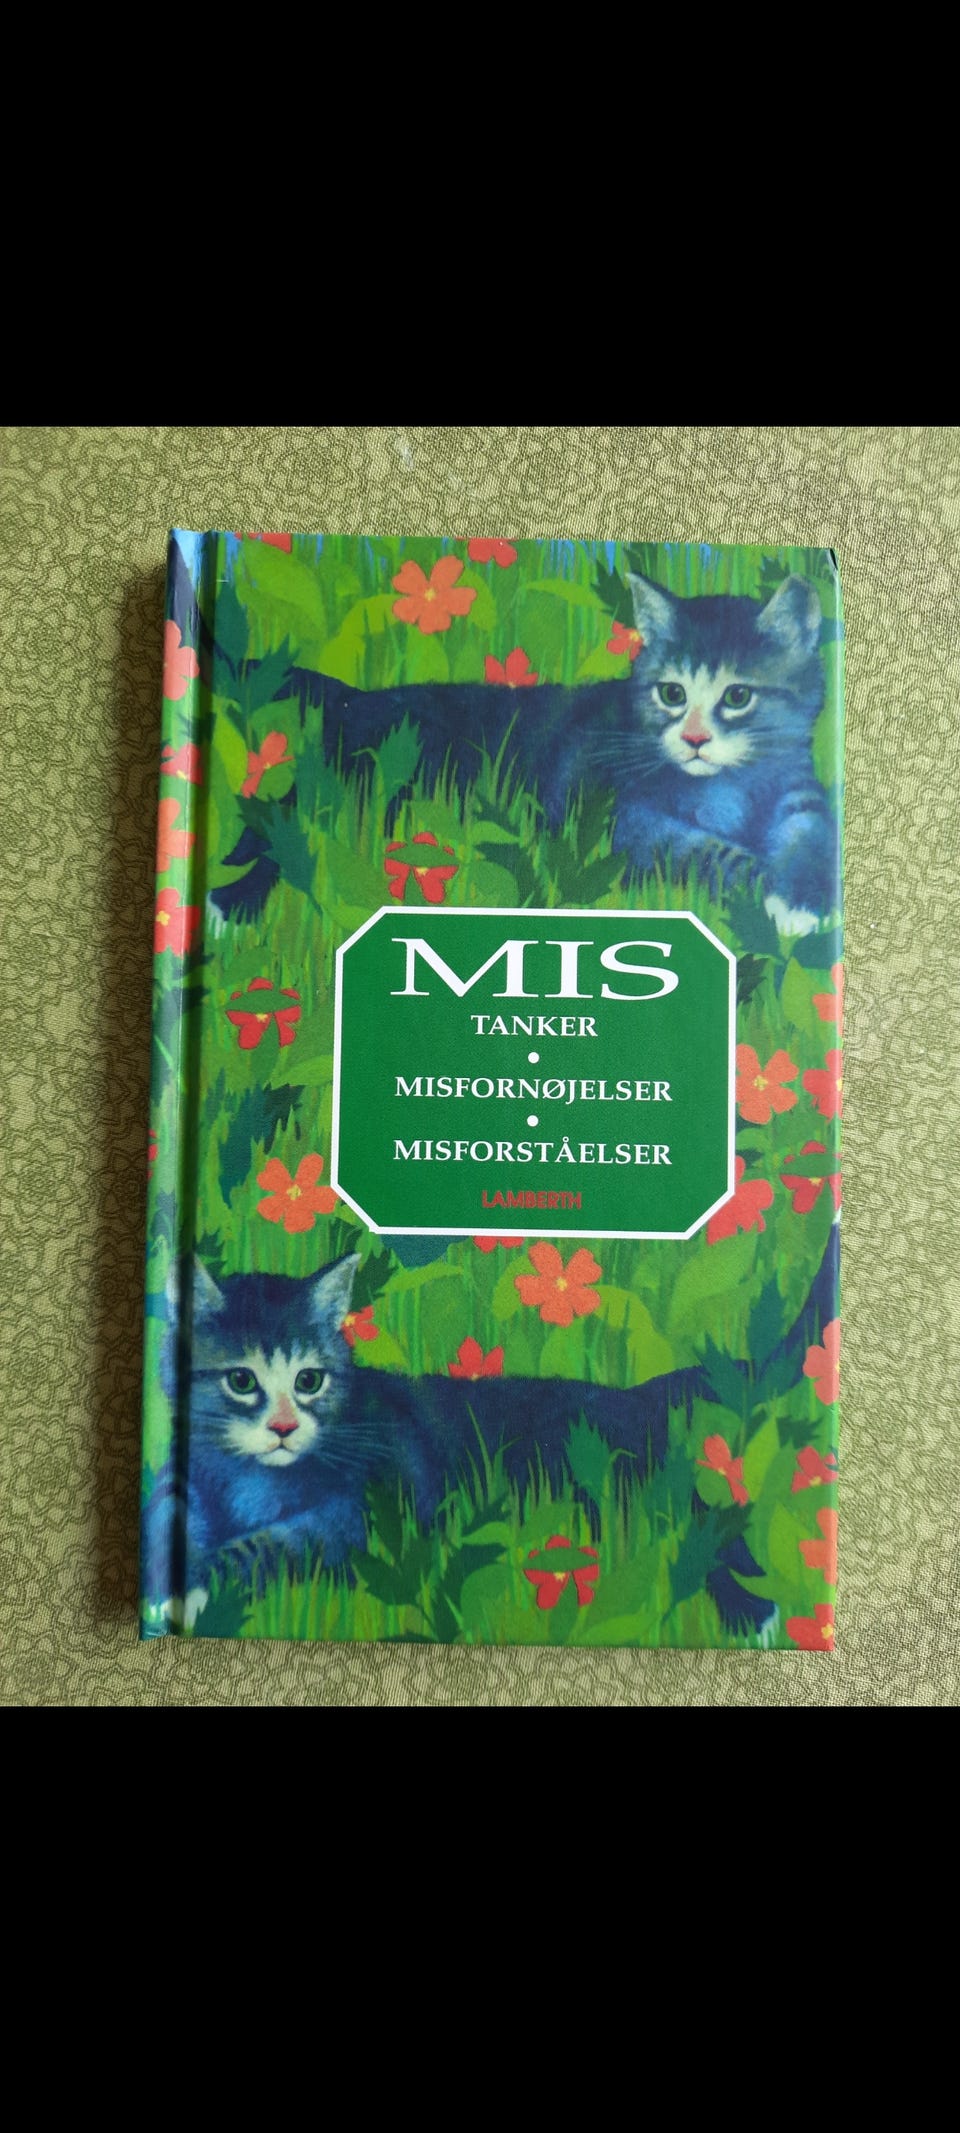 MIS
TANKER
•
MISFORNØJELSER
•
MISFORSTÅELSER
LAMBERTH